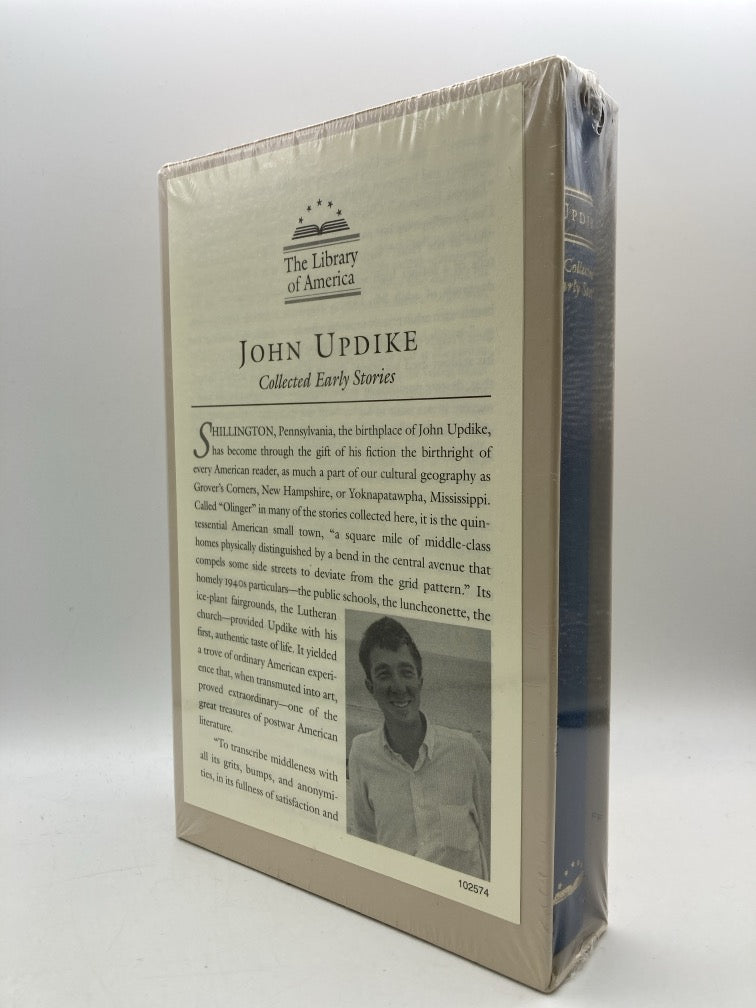 The Library
of America
JOHN UPDIKE
Collected Early Stories
SHILLINGTON, Pennsylvania, the birthplace of John Updike,
has become through the gift of his fiction the birthright of
every American reader, as much a part of our cultural geography as
Grover's Corners, New Hampshire, or Yoknapatawpha, Mississippi.
Called "Olinger" in many of the stories collected here, it is the quin-
tessential American small town, "a square mile of middle-class
homes physically distinguished by a bend in the central avenue that
compels some side streets to deviate from the grid pattern." Its
homely 1940s particulars—the public schools, the luncheonette, the
ice-plant fairgrounds, the Lutheran
church—provided Updike with his
first, authentic taste of life. It yielded
a trove of ordinary American experi-
ence that, when transmuted into art,
proved extraordinary—one of the
great treasures of postwar American
literature.
"To transcribe middleness with
all its grits, bumps, and anonymi-
ties, in its fullness of satisfaction and
102574
UPDI
Collec
Early Stor